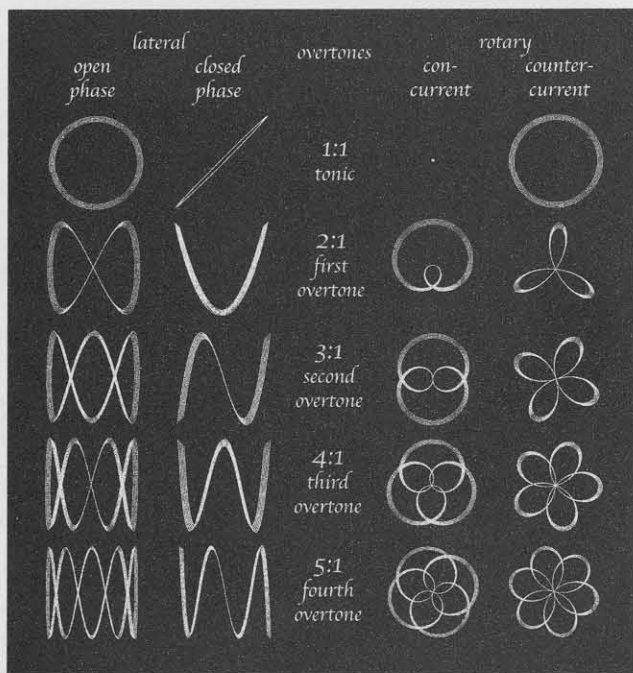 lateral
overtones
rotary
open
phase
closed
phase
con-
current
counter-
current
1:1
tonic
2:1
first
overtone
3:1
second
overtone
4:1
third
overtone
5:1
fourth
overtone